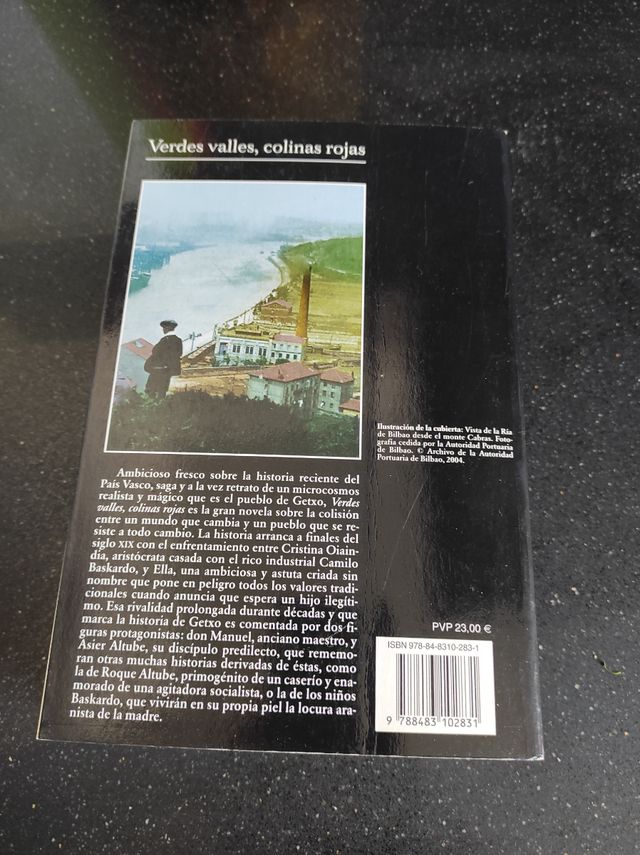 Verdes valles, colinas rojas
Ilustración de la cubierta: Vista de la Ría
de Bilbao desde el monte Cabras. Foto-
grafía cedida por la Autoridad Portuaria
de Bilbao. © Archivo de la Autoridad
Portuaria de Bilbao, 2004.
Ambicioso fresco sobre la historia reciente del
País Vasco, saga y a la vez retrato de un microcosmos
realista y mágico que es el pueblo de Getxo, Verdes
valles, colinas rojas es la gran novela sobre la colisión
entre un mundo que cambia y un pueblo que se re-
siste a todo cambio. La historia arranca a finales del
siglo XIX con el enfrentamiento entre Cristina Oiain-
dia, aristócrata casada con el rico industrial Camilo
Baskardo, y Ella, una ambiciosa y astuta criada sin
nombre que pone en peligro todos los valores tradi-
cionales cuando anuncia que espera un hijo ilegíti-
mo. Esa rivalidad prolongada durante décadas y que
marca la historia de Getxo es comentada por dos fi-
guras protagonistas: don Manuel, anciano maestro, y
Asier Altube, su discípulo predilecto, que rememo-
ran otras muchas historias derivadas de éstas, como
la de Roque Altube, primogénito de un caserío y ena-
morado de una agitadora socialista, o la de los niños
Baskardo, que vivirán en su propia piel la locura ara-
nista de la madre.
PVP 23,00 €
ISBN 978-84-8310-283-1
9 788483 102831